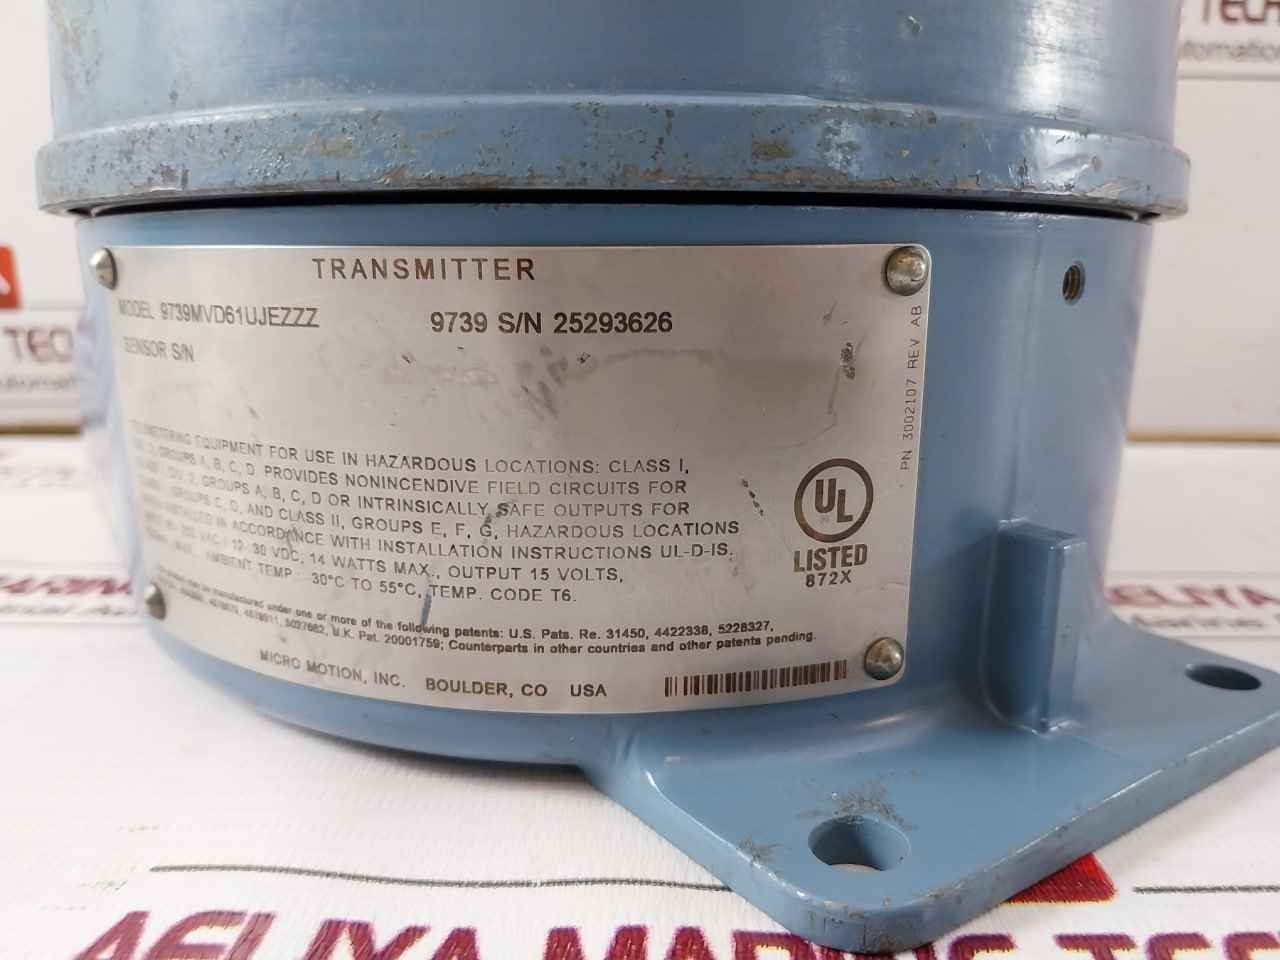 TRANSMITTER
MODEL 9739MVD61UJEZZZ
9739 S/N 25293626
SENSOR S/N
PN 3002107 REV AB
EQUIPMENT FOR USE IN HAZARDOUS LOCATIONS: CLASS I,
GROUPS A, B, C, D. PROVIDES NONINCENDIVE FIELD CIRCUITS FOR
DIV. 2, GROUPS A, B, C, D OR INTRINSICALLY SAFE OUTPUTS FOR
GROUPS C, D, AND CLASS II, GROUPS E, F, G, HAZARDOUS LOCATIONS
INSTALLED IN ACCORDANCE WITH INSTALLATION INSTRUCTIONS UL-D-IS.
VAC / 12- 30 VDC, 14 WATTS MAX., OUTPUT 15 VOLTS,
AMBIENT TEMP 30°C TO 55°C, TEMP. CODE T6.
UL
LISTED
872X
manufactured under one or more of the following patents: U.S. Pats. Re. 31450, 4422338, 5228327,
U.K. Pat. 20001759; Counterparts in other countries and other patents pending.
MICRO MOTION, INC. BOULDER, CO USA
AELIYA MARINE TECH